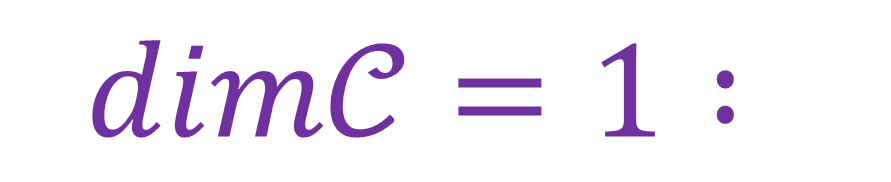 dim𝒞 = 1 :